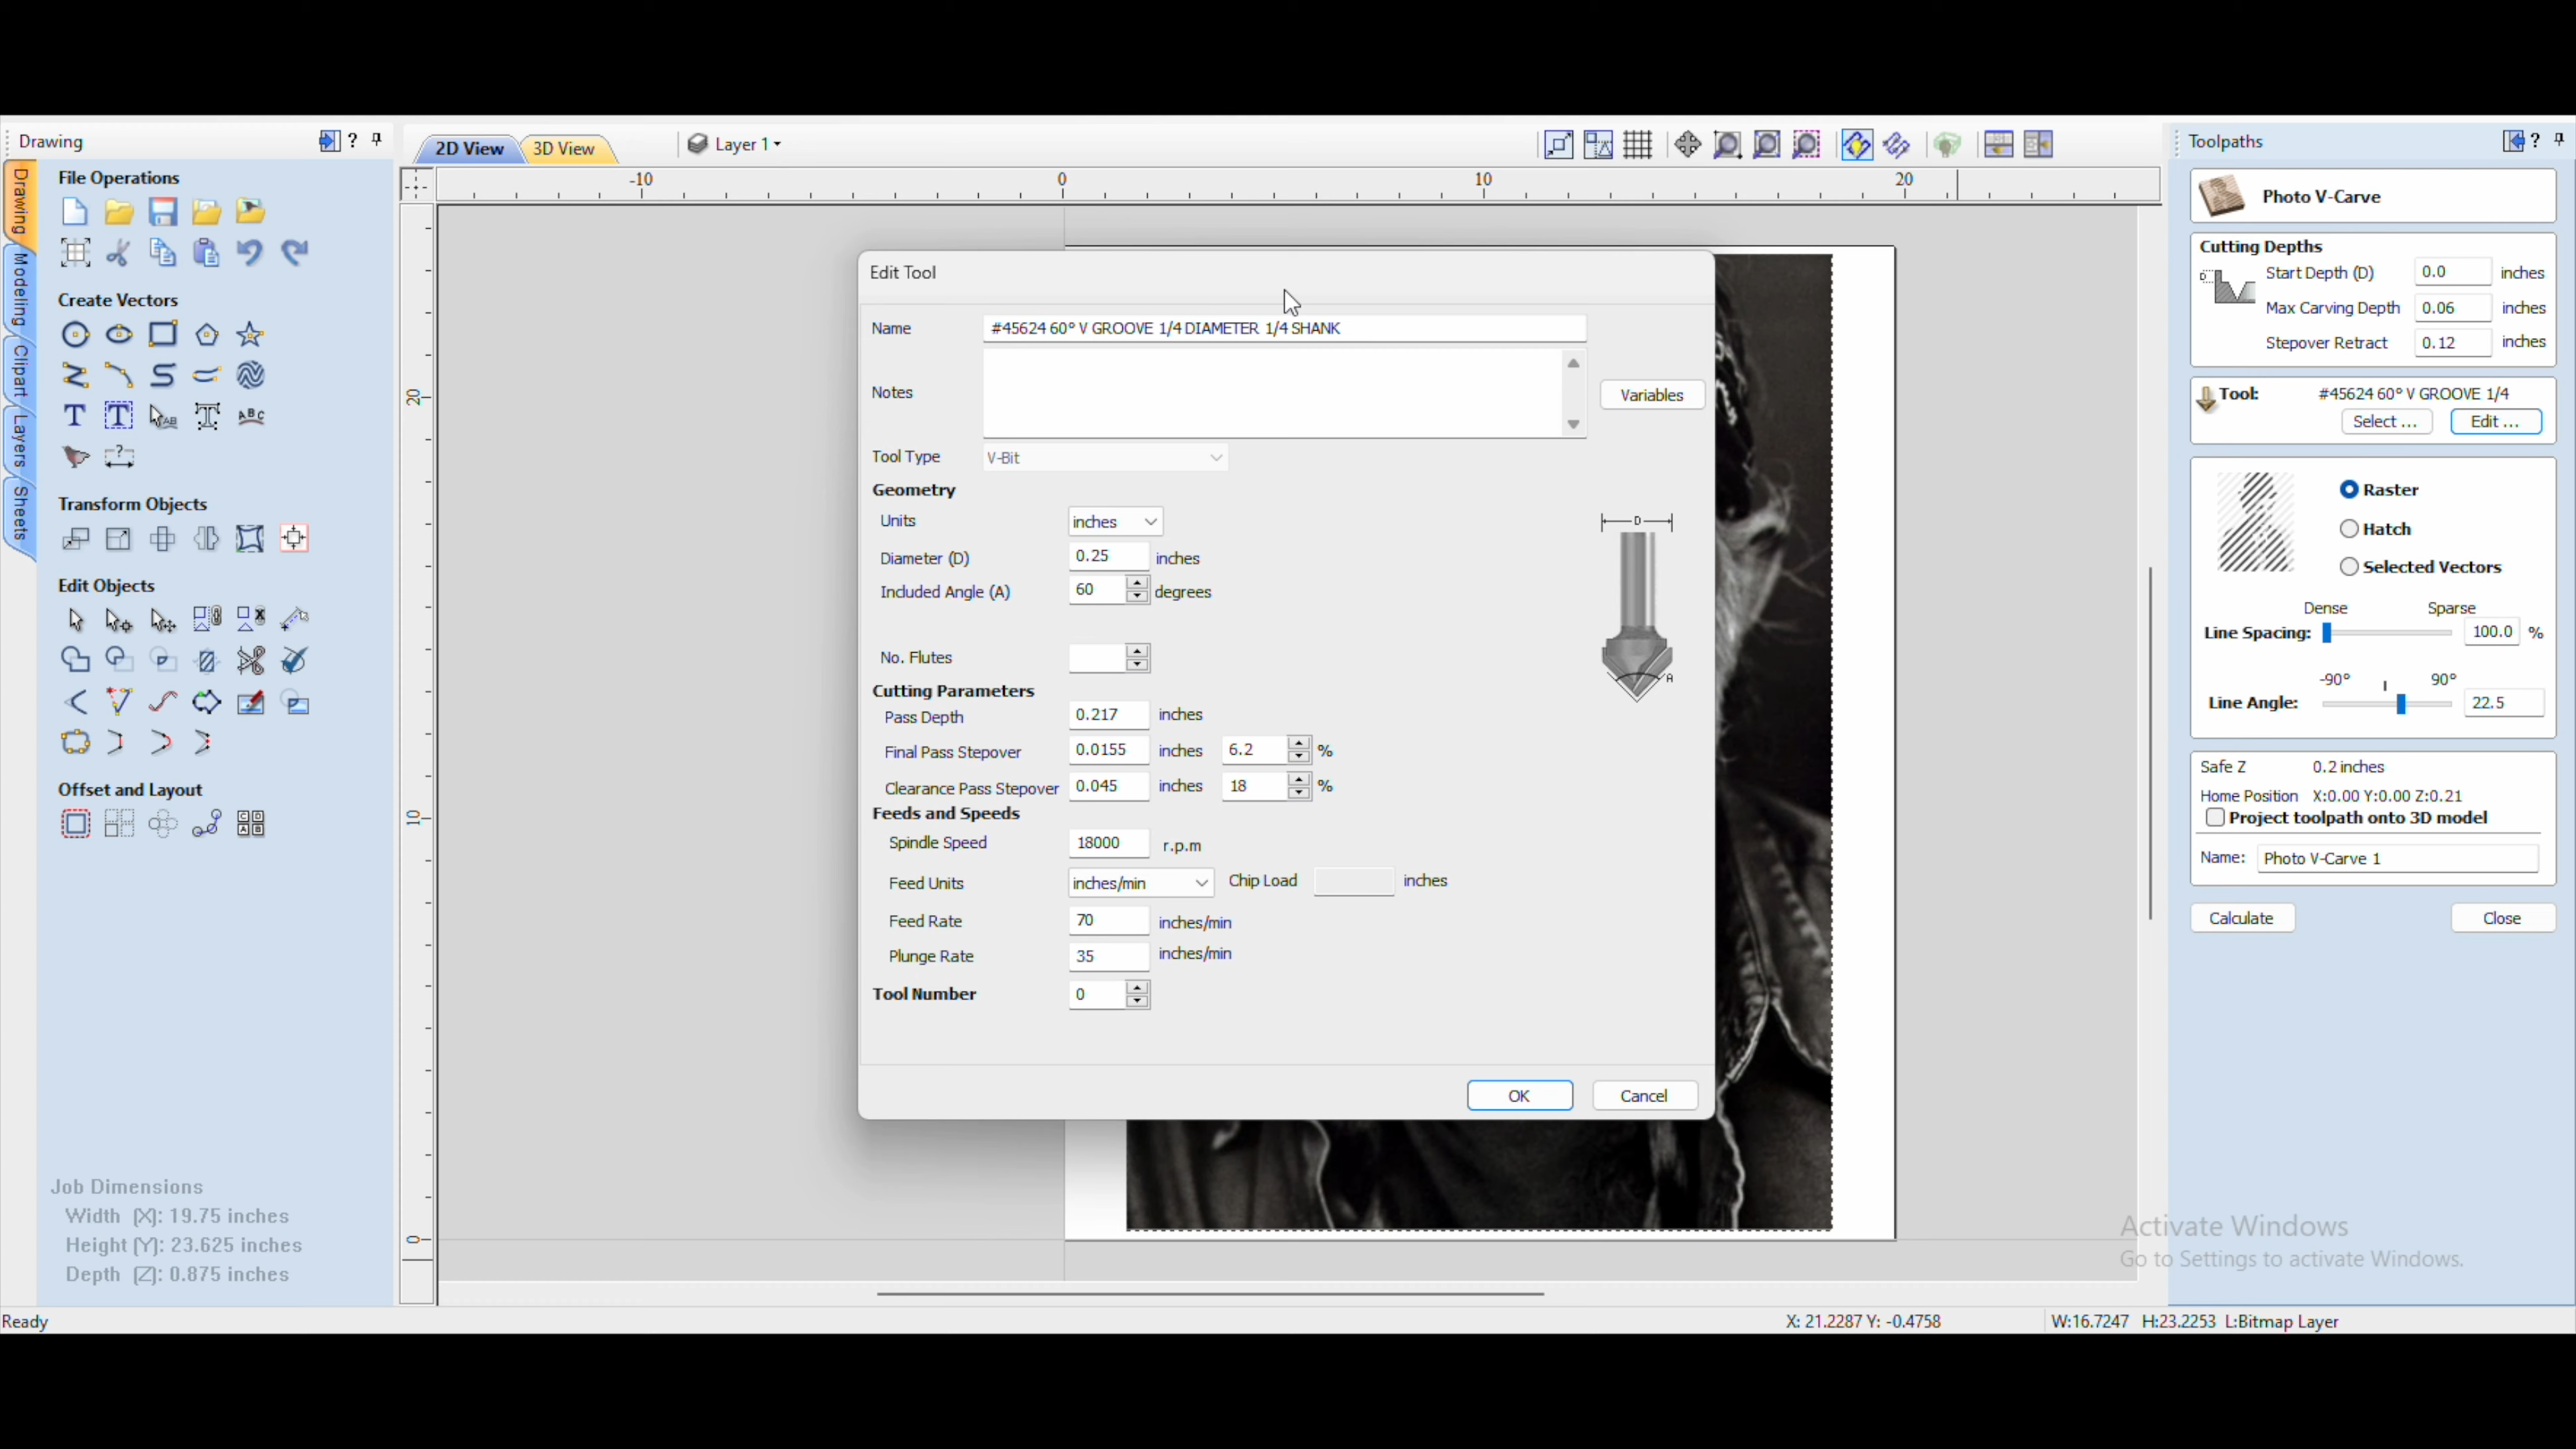 Drawing ?
Drawing
Modeling
Clipart
Layers
Sheets
File Operations
Create Vectors
Transform Objects
Edit Objects
Offset and Layout
Job Dimensions
Width (X): 19.75 inches
Height (Y): 23.625 inches
Depth (Z): 0.875 inches
Ready
2D View 3D View Layer 1
-10 0 10 20
20
10
0
Edit Tool
Name #45624 60° V GROOVE 1/4 DIAMETER 1/4 SHANK
Notes Variables
Tool Type V-Bit
Geometry
Units inches
Diameter (D) 0.25 inches
Included Angle (A) 60 degrees
No. Flutes
D
A
Cutting Parameters
Pass Depth 0.217 inches
Final Pass Stepover 0.0155 inches 6.2 %
Clearance Pass Stepover 0.045 inches 18 %
Feeds and Speeds
Spindle Speed 18000 r.p.m
Feed Units inches/min Chip Load inches
Feed Rate 70 inches/min
Plunge Rate 35 inches/min
Tool Number 0
OK Cancel
Toolpaths ?
Photo V-Carve
Cutting Depths
D Start Depth (D) 0.0 inches
Max Carving Depth 0.06 inches
Stepover Retract 0.12 inches
Tool: #45624 60° V GROOVE 1/4
Select ... Edit ...
Raster
Hatch
Selected Vectors
Dense Sparse
Line Spacing: 100.0 %
-90° 90°
Line Angle: 22.5
Safe Z 0.2 inches
Home Position X:0.00 Y:0.00 Z:0.21
Project toolpath onto 3D model
Name: Photo V-Carve 1
Calculate Close
Activate Windows
Go to Settings to activate Windows.
X: 21.2287 Y: -0.4758 W:16.7247 H:23.2253 L:Bitmap Layer